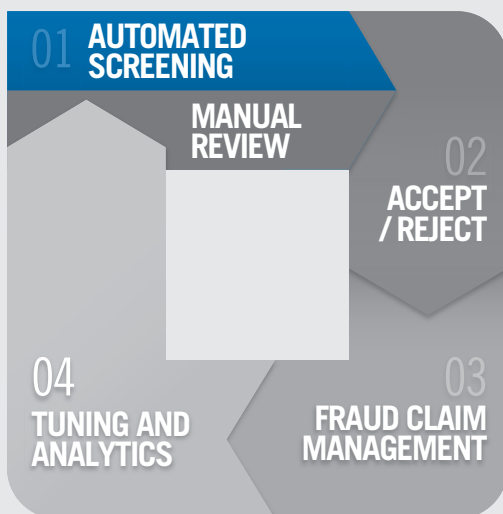 01 AUTOMATED
SCREENING
MANUAL
REVIEW
02
ACCEPT
/ REJECT
03
FRAUD CLAIM
MANAGEMENT
04
TUNING AND
ANALYTICS